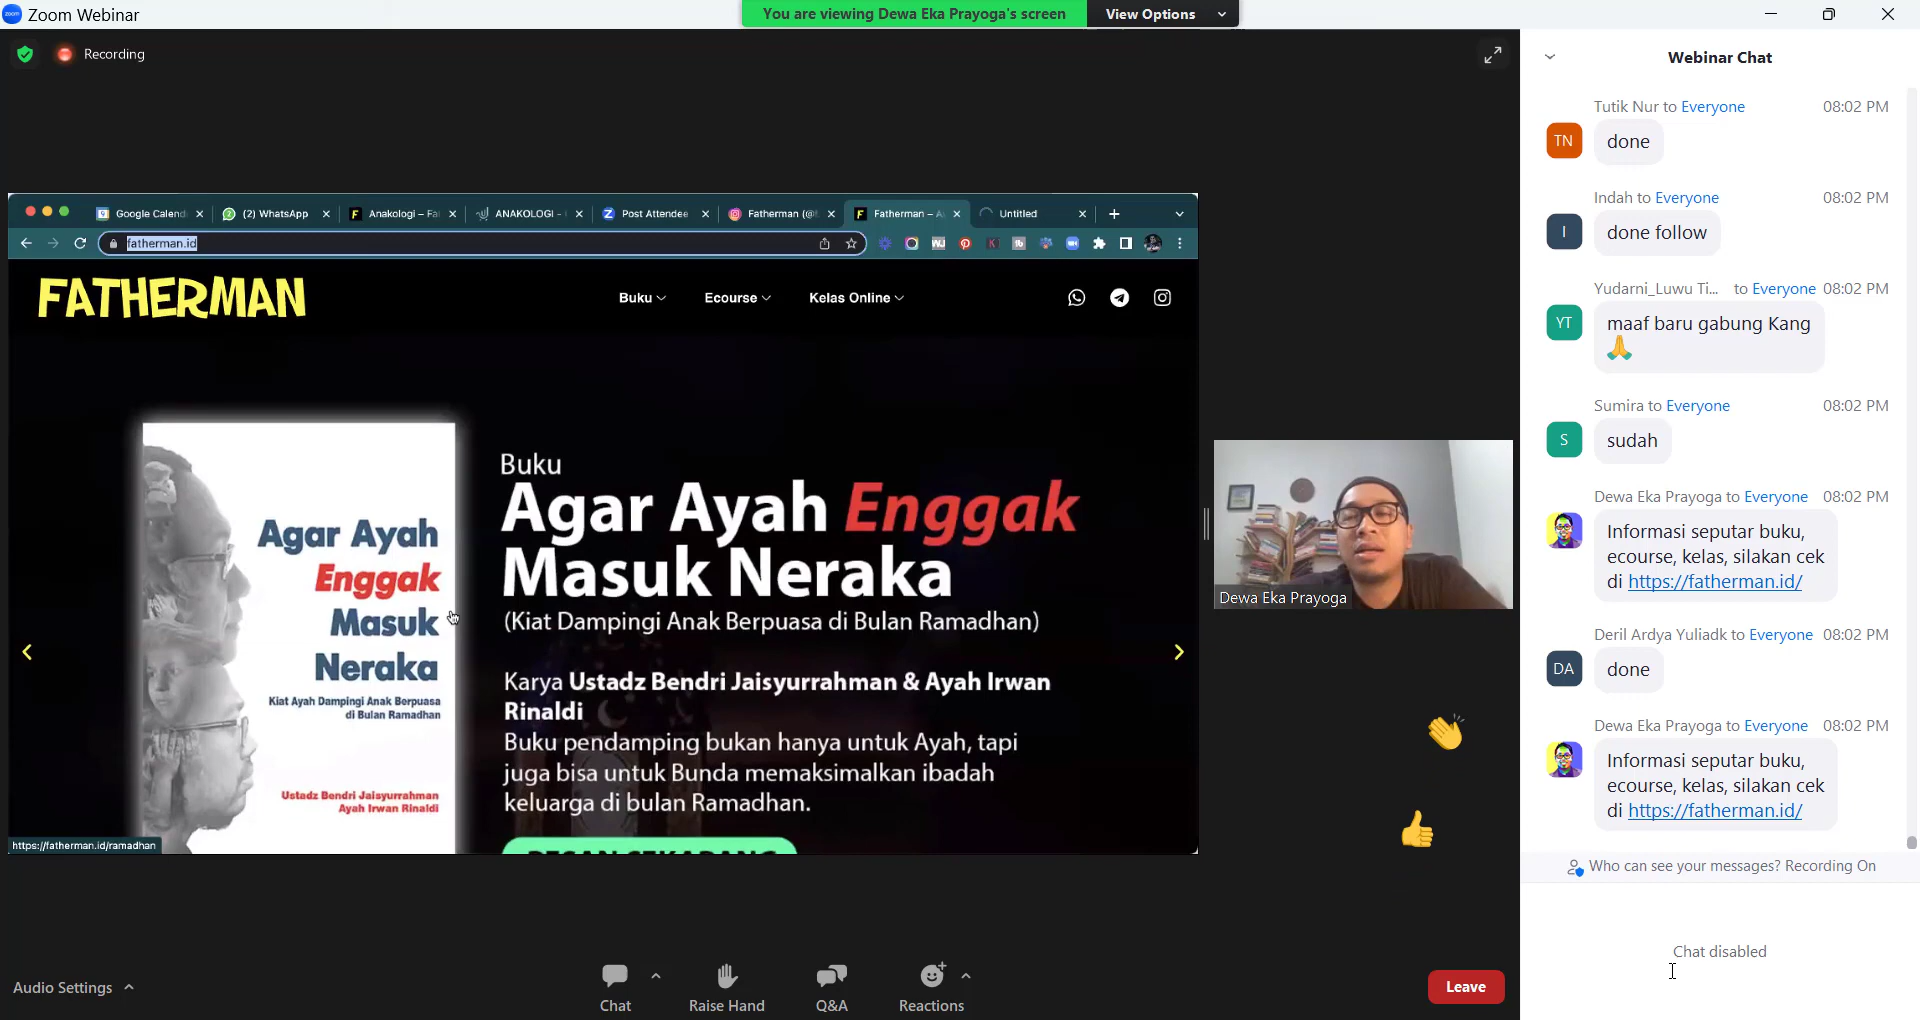 Zoom Webinar
You are viewing Dewa Eka Prayoga's screen
View Options
Recording
Google Calend
(2) WhatsApp
Anakologi – Fa
ANAKOLOGI -
Post Attendee
Fatherman (@
Fatherman – A
Untitled
fatherman.id
FATHERMAN
Buku
Ecourse
Kelas Online
Agar Ayah
Enggak
Masuk
Neraka
Kiat Ayah Dampingi Anak Berpuasa
di Bulan Ramadhan
Ustadz Bendri Jaisyurrahman
Ayah Irwan Rinaldi
Buku
Agar Ayah Enggak
Masuk Neraka
(Kiat Dampingi Anak Berpuasa di Bulan Ramadhan)
Karya Ustadz Bendri Jaisyurrahman & Ayah Irwan
Rinaldi
Buku pendamping bukan hanya untuk Ayah, tapi
juga bisa untuk Bunda memaksimalkan ibadah
keluarga di bulan Ramadhan.
PESAN SEKARANG
https://fatherman.id/ramadhan
Dewa Eka Prayoga
Webinar Chat
Tutik Nur to Everyone 08:02 PM
TN
done
Indah to Everyone 08:02 PM
I
done follow
Yudarni_Luwu Ti... to Everyone 08:02 PM
YT
maaf baru gabung Kang
🙏
Sumira to Everyone 08:02 PM
S
sudah
Dewa Eka Prayoga to Everyone 08:02 PM
Informasi seputar buku,
ecourse, kelas, silakan cek
di https://fatherman.id/
Deril Ardya Yuliadk to Everyone 08:02 PM
DA
done
Dewa Eka Prayoga to Everyone 08:02 PM
Informasi seputar buku,
ecourse, kelas, silakan cek
di https://fatherman.id/
Who can see your messages? Recording On
Chat disabled
Audio Settings
Chat
Raise Hand
Q&A
Reactions
Leave